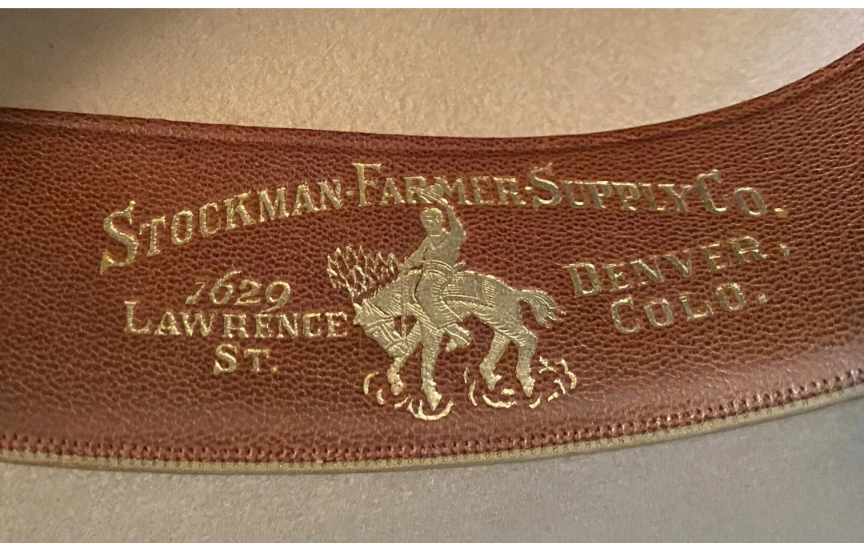 STOCKMAN-FARMER-SUPPLY CO.
1629
LAWRENCE
ST.
DENVER,
COLO.